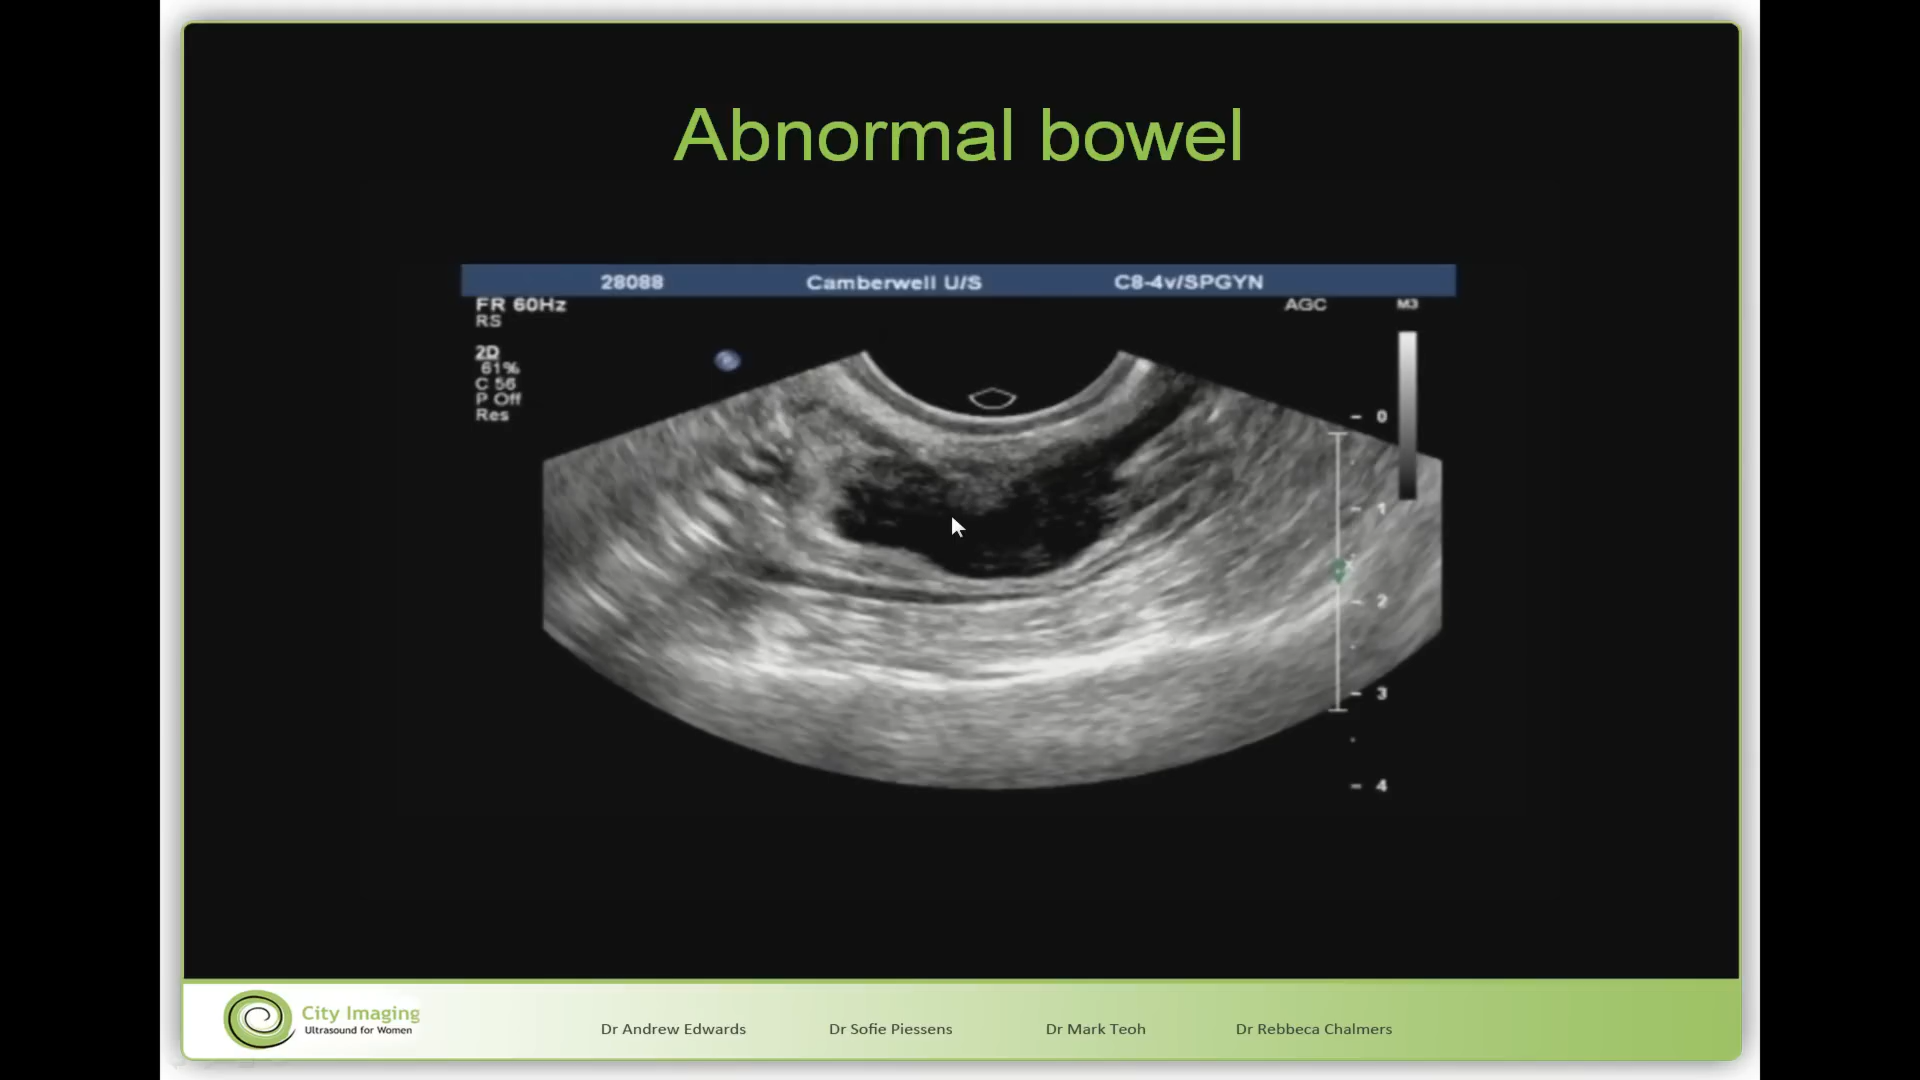 Abnormal bowel
28088 Camberwell U/S C8-4v/SPGYN
FR 60Hz AGC M3
RS
2D
61%
C 56
P Off
Res
0
1
2
3
4
City Imaging
Ultrasound for Women
Dr Andrew Edwards Dr Sofie Piessens Dr Mark Teoh Dr Rebbeca Chalmers